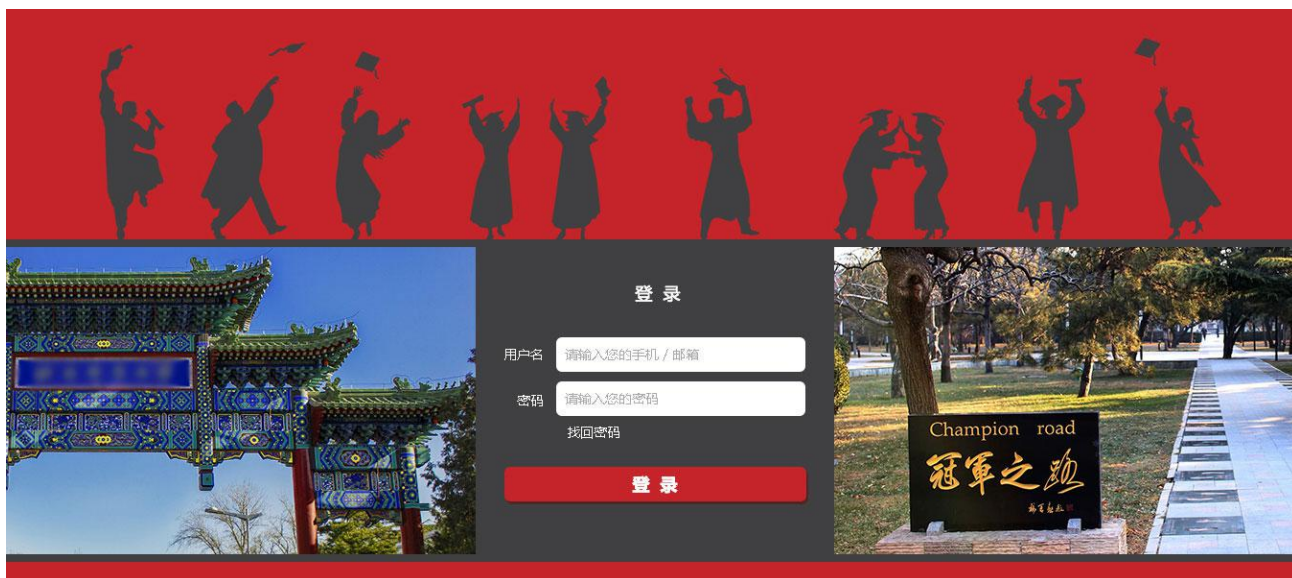 登 录
用户名
请输入您的手机 / 邮箱
密码
请输入您的密码
找回密码
登 录
Champion road
冠軍之路